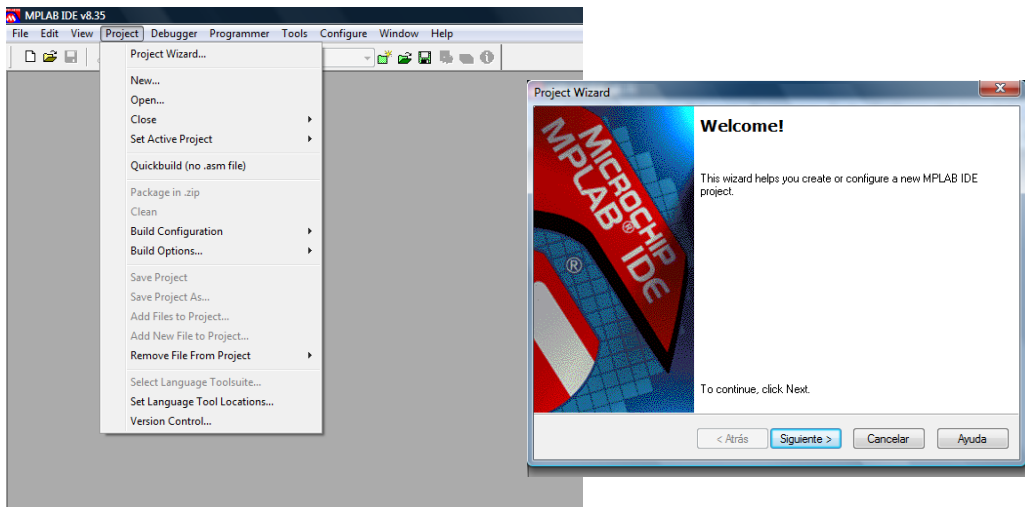 MPLAB IDE v8.35
File Edit View Project Debugger Programmer Tools Configure Window Help
Project Wizard...
New...
Open...
Close
Set Active Project
Quickbuild (no .asm file)
Package in .zip
Clean
Build Configuration
Build Options...
Save Project
Save Project As...
Add Files to Project...
Add New File to Project...
Remove File From Project
Select Language Toolsuite...
Set Language Tool Locations...
Version Control...
Project Wizard
MICROCHIP
MPLAB® IDE
®
Welcome!
This wizard helps you create or configure a new MPLAB IDE
project.
To continue, click Next.
< Atrás Siguiente > Cancelar Ayuda